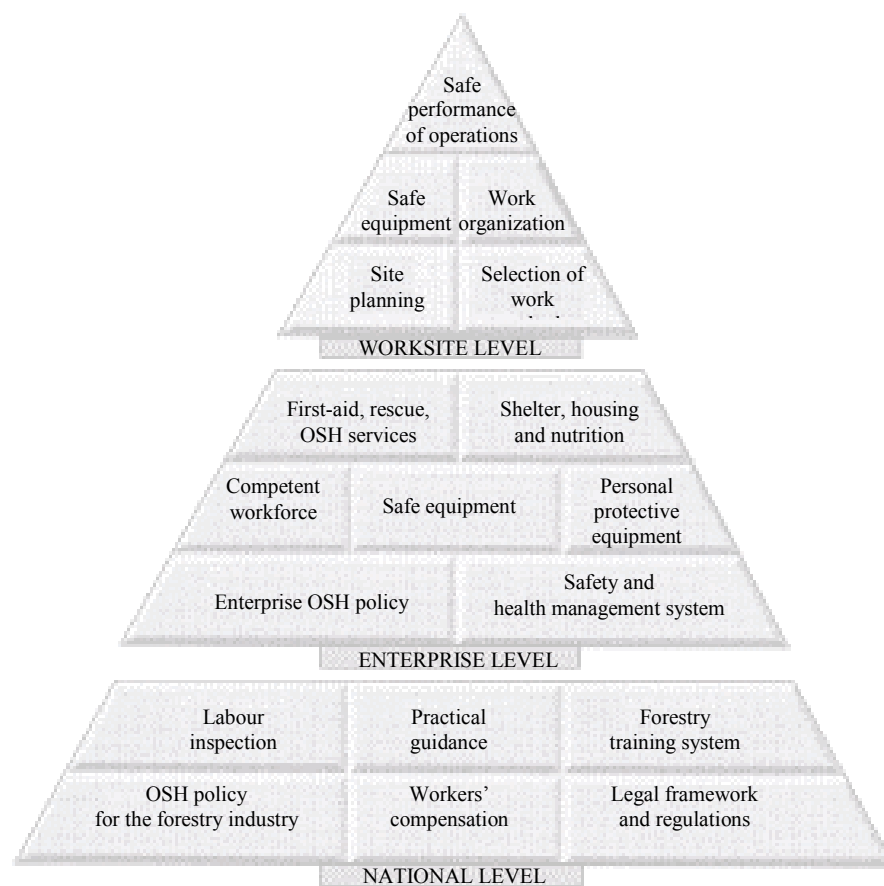 Safe
performance
of operations
Safe
equipment
Work
organization
Site
planning
Selection of
work
WORKSITE LEVEL
First-aid, rescue,
OSH services
Shelter, housing
and nutrition
Competent
workforce
Safe equipment
Personal
protective
equipment
Enterprise OSH policy
Safety and
health management system
ENTERPRISE LEVEL
Labour
inspection
Practical
guidance
Forestry
training system
OSH policy
for the forestry industry
Workers’
compensation
Legal framework
and regulations
NATIONAL LEVEL